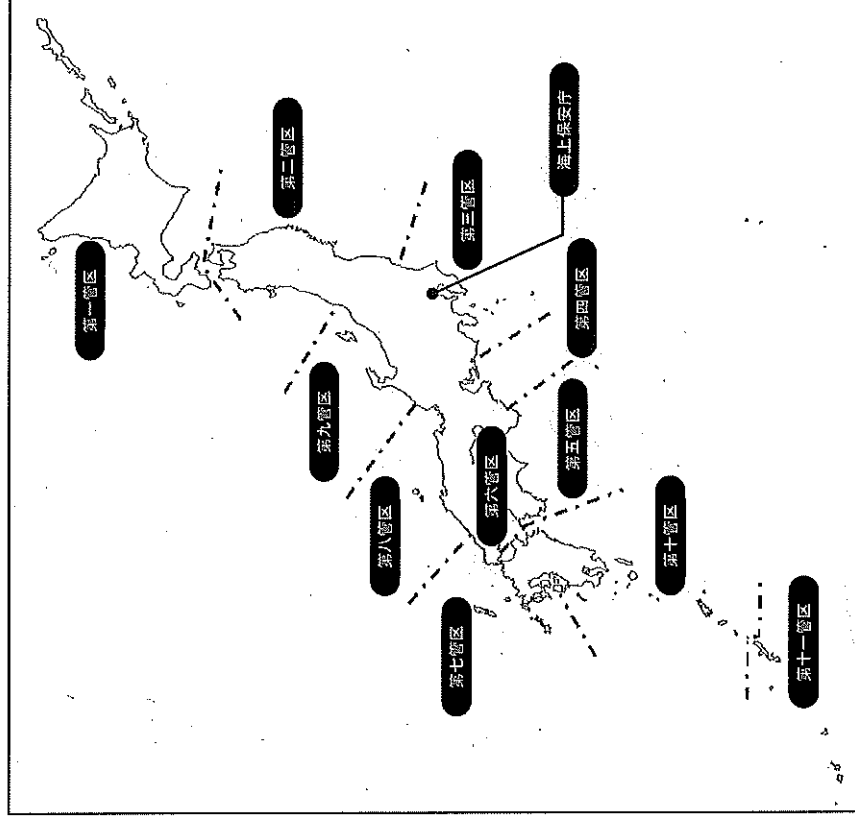 第一管区
第二管区
第三管区
海上保安庁
第四管区
第五管区
第六管区
第九管区
第八管区
第七管区
第十管区
第十一管区